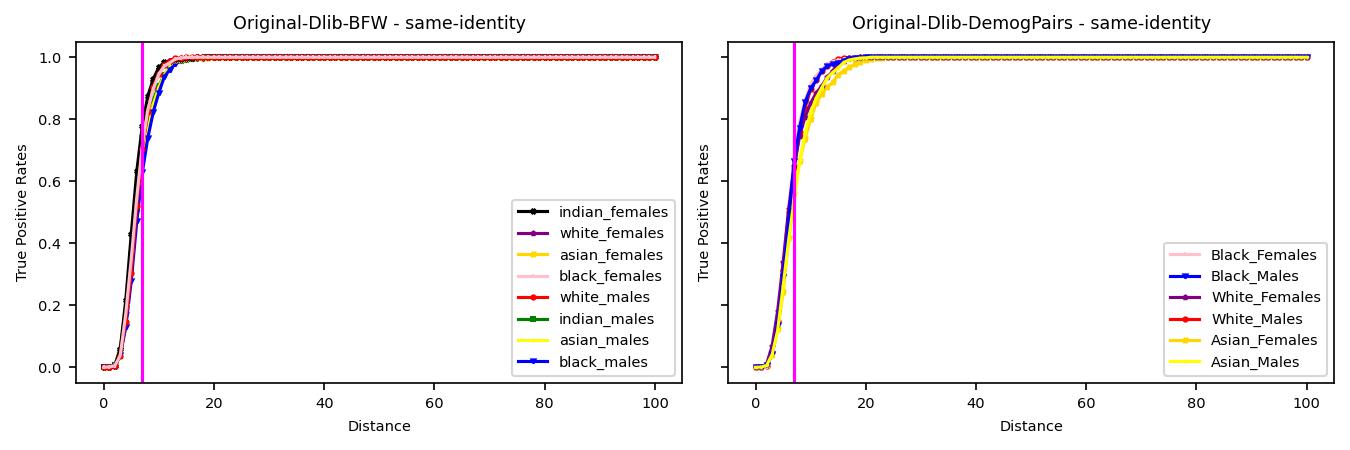 Original-Dlib-BFW - same-identity
True Positive Rates
1.0
0.8
0.6
0.4
0.2
0.0
indian_females
white_females
asian_females
black_females
white_males
indian_males
asian_males
black_males
0 20 40 60 80 100
Distance
Original-Dlib-DemogPairs - same-identity
True Positive Rates
Black_Females
Black_Males
White_Females
White_Males
Asian_Females
Asian_Males
0 20 40 60 80 100
Distance